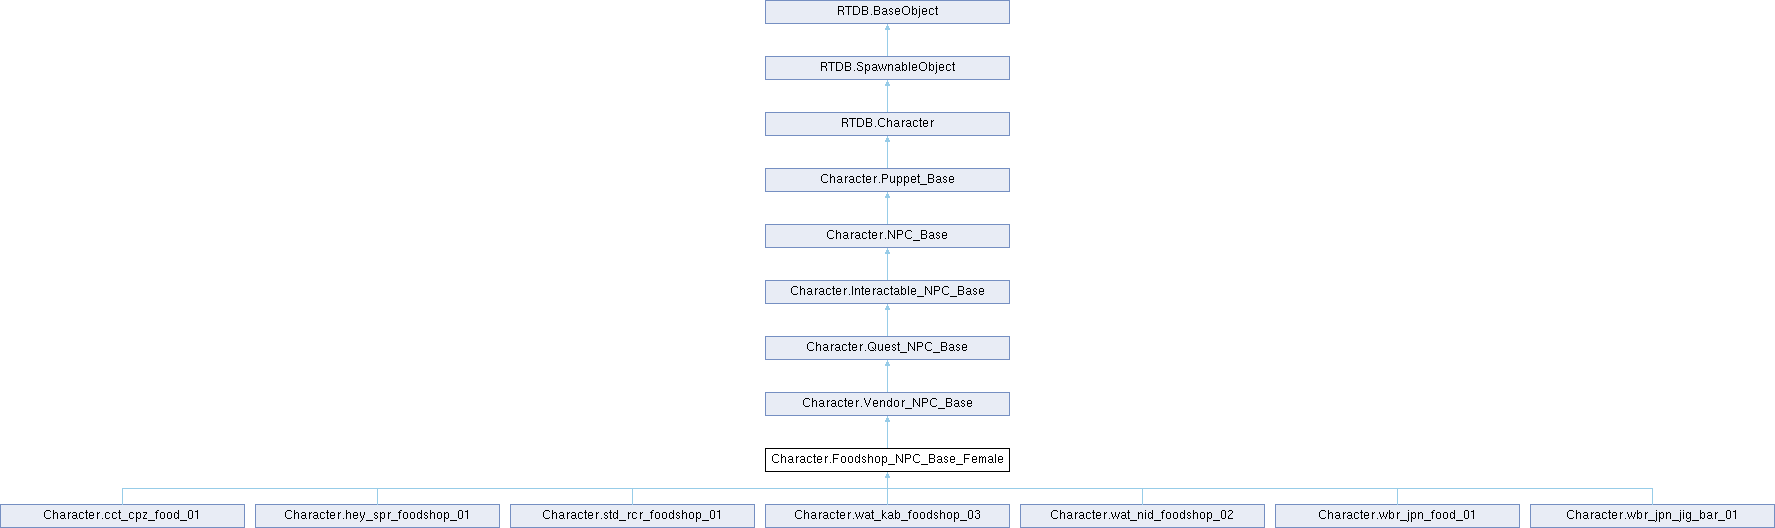 RTDB.BaseObject
RTDB.SpawnableObject
RTDB.Character
Character.Puppet_Base
Character.NPC_Base
Character.Interactable_NPC_Base
Character.Quest_NPC_Base
Character.Vendor_NPC_Base
Character.Foodshop_NPC_Base_Female
Character.cct_cpz_food_01
Character.hey_spr_foodshop_01
Character.std_rcr_foodshop_01
Character.wat_kab_foodshop_03
Character.wat_nid_foodshop_02
Character.wbr_jpn_food_01
Character.wbr_jpn_jig_bar_01